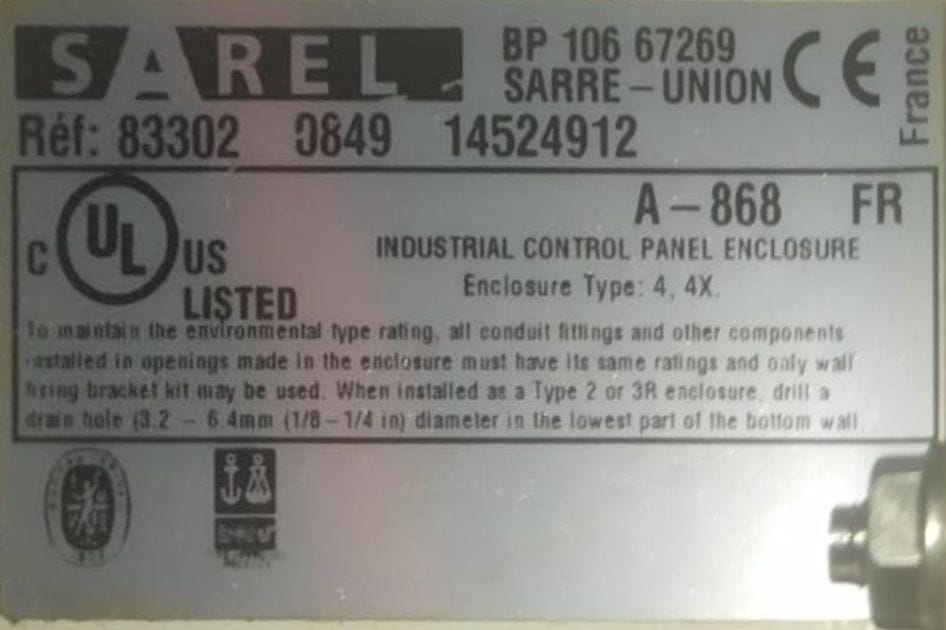 SAREL
BP 106 67269
SARRE – UNION
CE
France
Réf: 83302 0849 14524912
A – 868 FR
C UL US
LISTED
INDUSTRIAL CONTROL PANEL ENCLOSURE
Enclosure Type: 4, 4X.
To maintain the environmental type rating, all conduit fittings and other components
installed in openings made in the enclosure must have its same ratings and only wall
fixing bracket kit may be used. When installed as a Type 2 or 3R enclosure, drill a
drain hole (3.2 – 6.4mm (1/8 – 1/4 in) diameter in the lowest part of the bottom wall